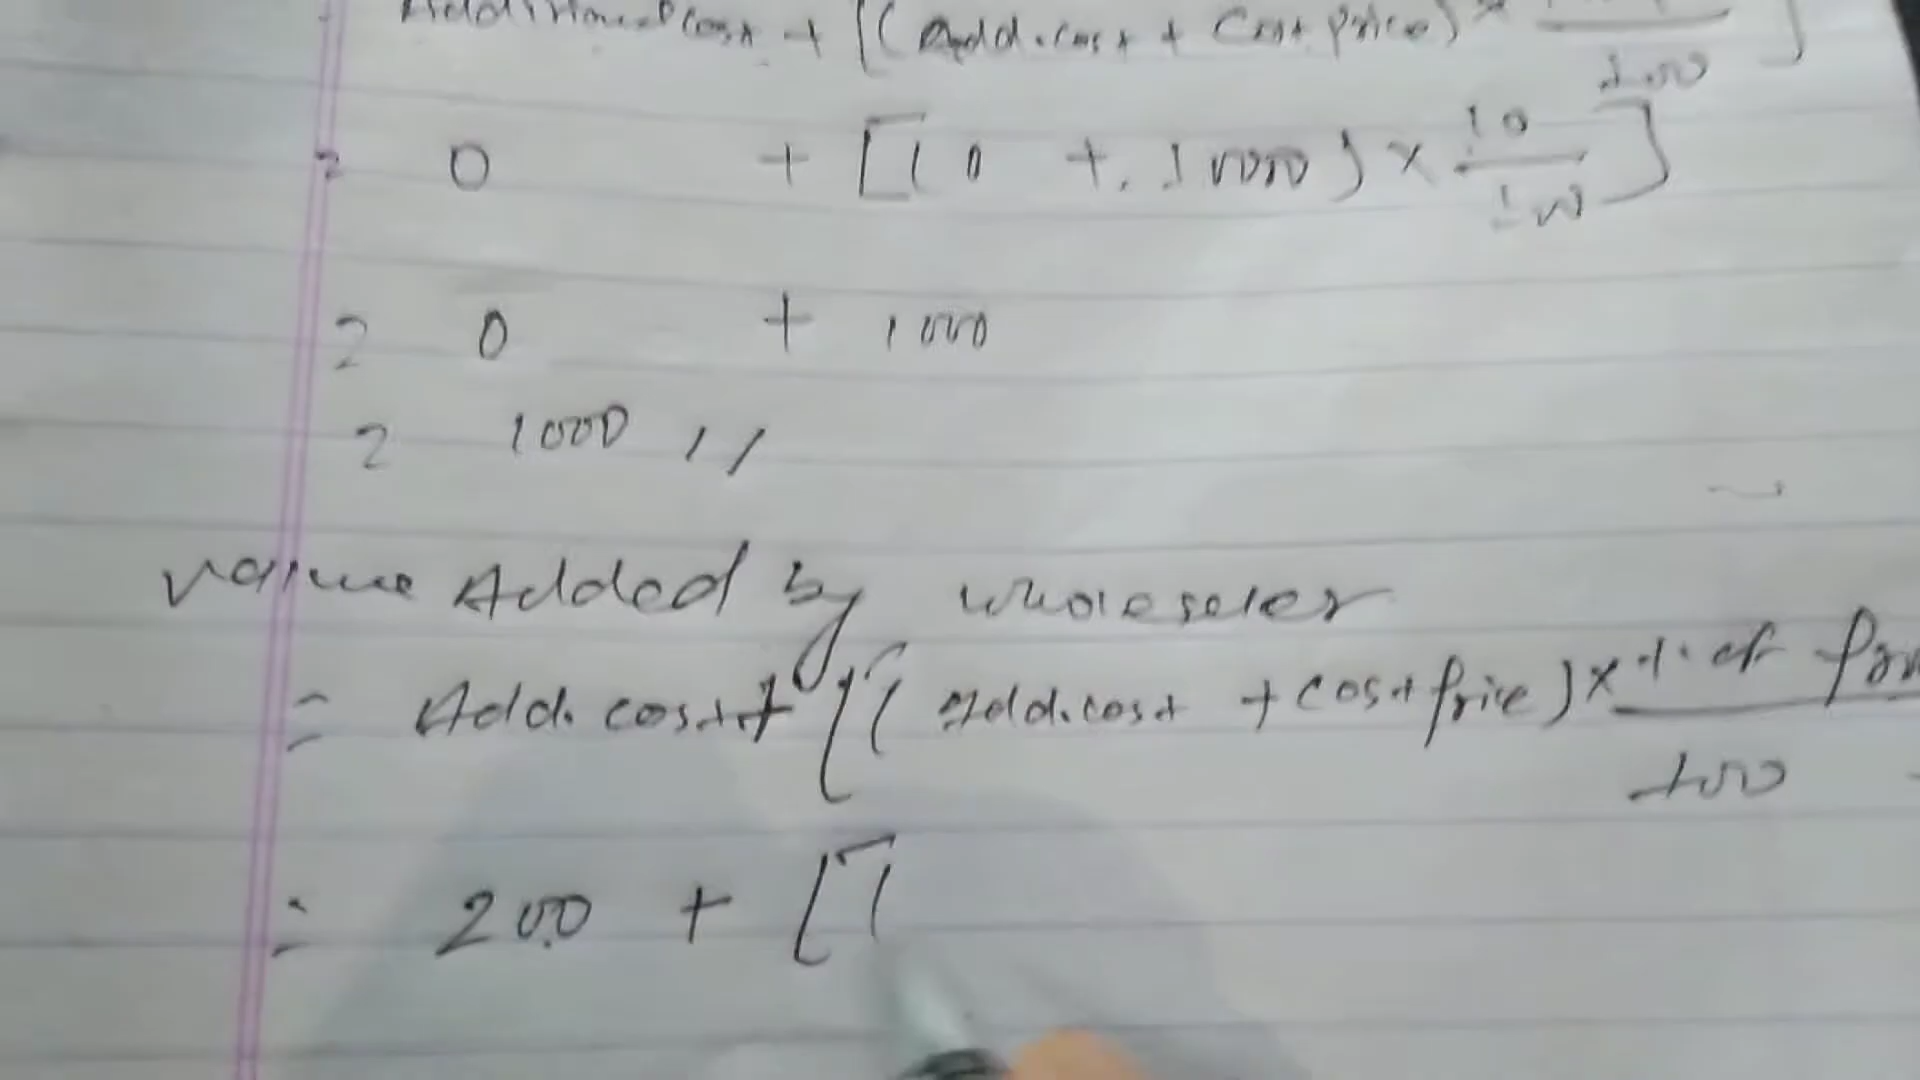 Additional cost + [(Add.cost + Cost Price) ×
100 ]
= 0 + [(0 + 10000) × 10/100]
= 0 + 1000
= 1000 //
Value Added by wholeseler
= Add. cost + [( Add.cost + cost price) × %. of
100
= 200 + [(